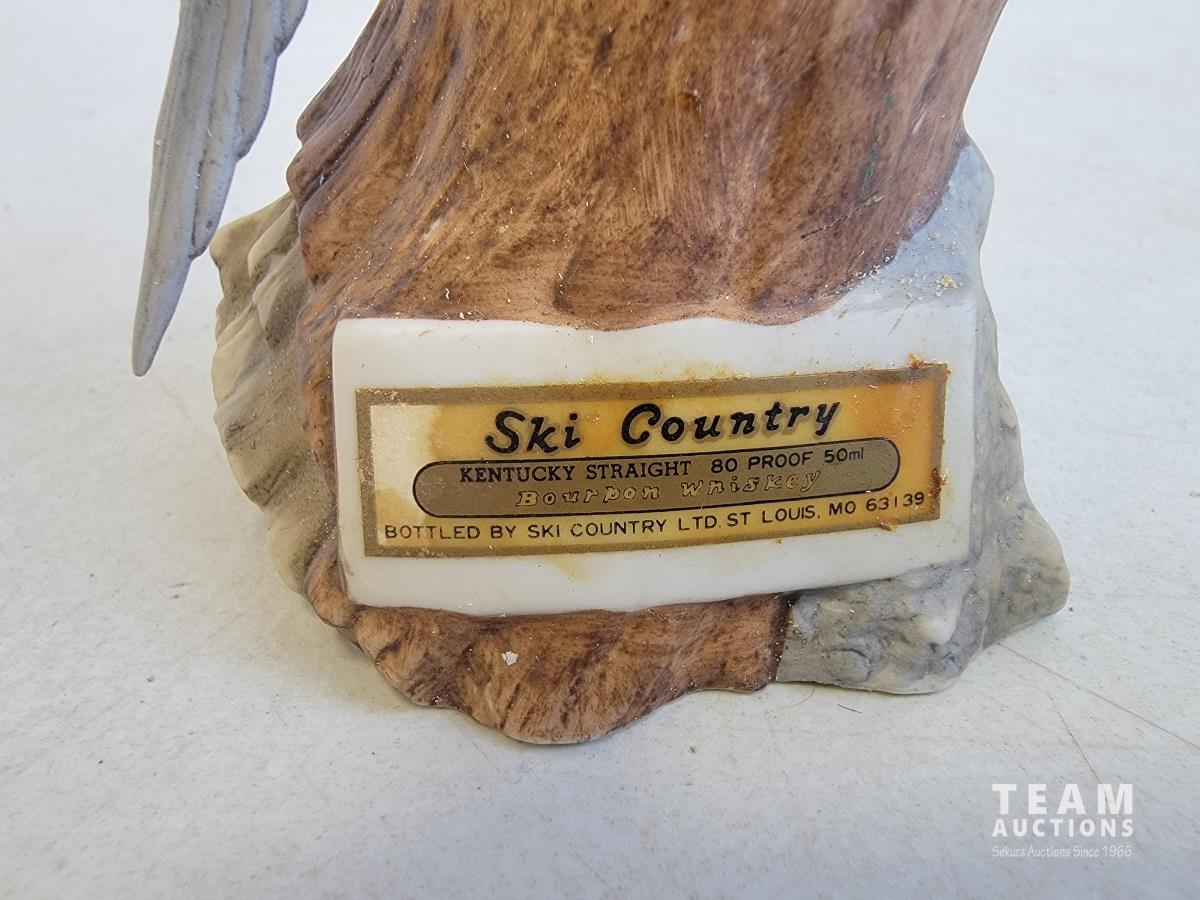 Ski Country
KENTUCKY STRAIGHT 80 PROOF 50ml
Bourbon Whiskey
BOTTLED BY SKI COUNTRY LTD. ST LOUIS, MO 63139
TEAM
AUCTIONS
Sekura Auctions Since 1966